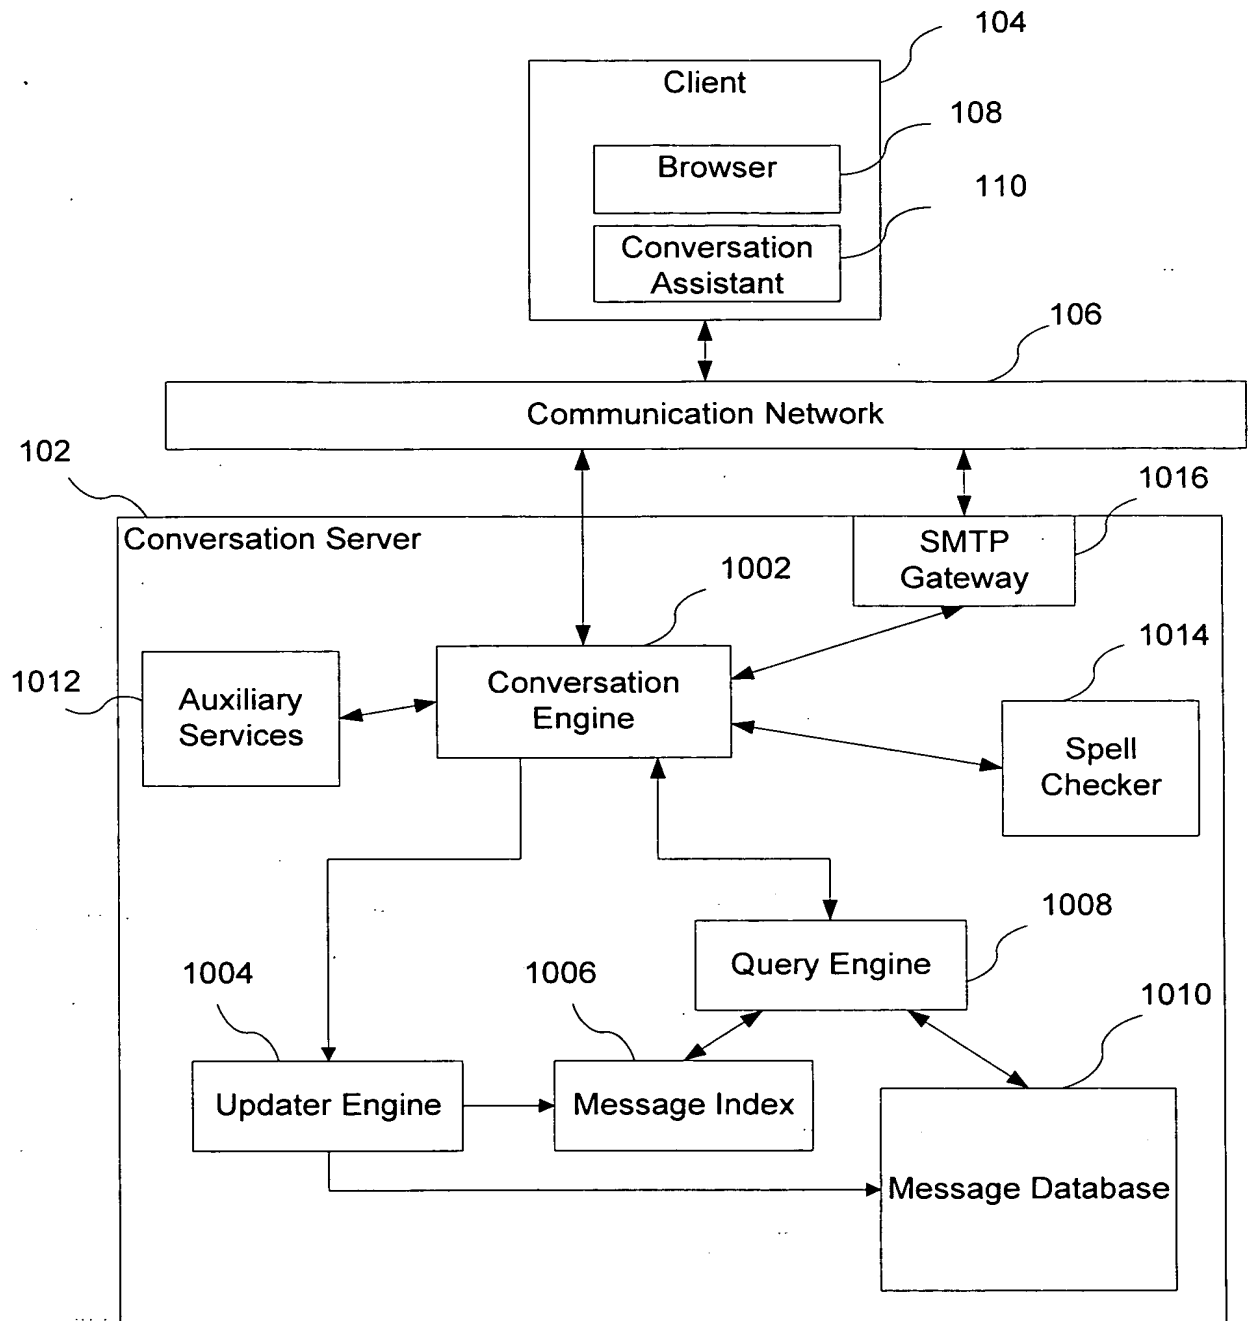 104
Client
108
Browser
110
Conversation
Assistant
106
Communication Network
102
1016
Conversation Server
SMTP
Gateway
1002
1014
1012
Auxiliary
Services
Conversation
Engine
Spell
Checker
1008
Query Engine
1004
1006
1010
Updater Engine
Message Index
Message Database